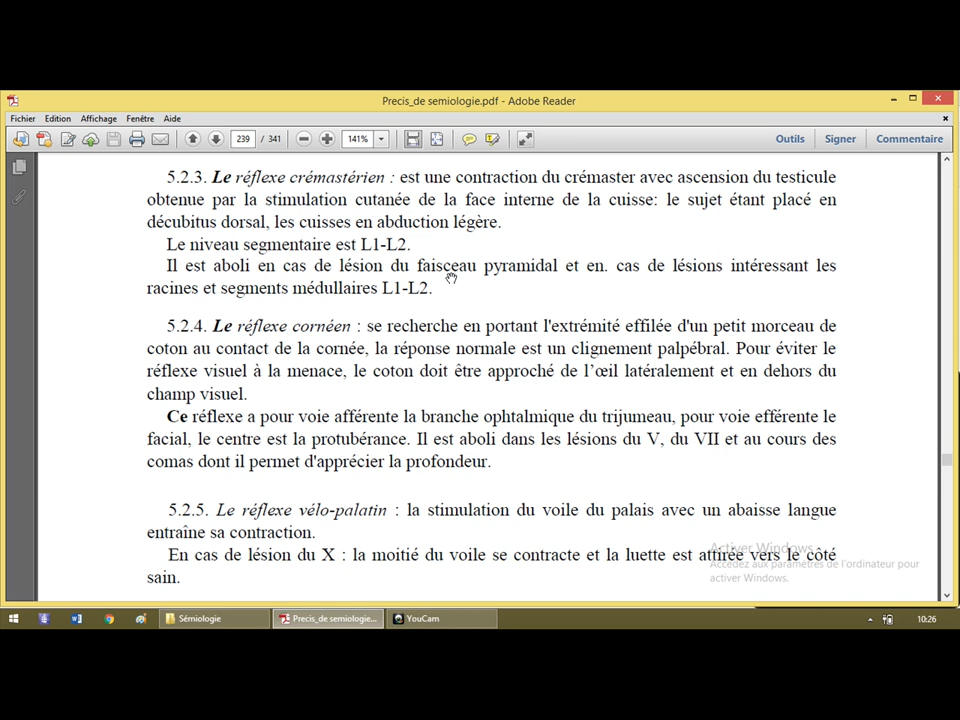 Precis_de semiologie.pdf - Adobe Reader
Fichier Edition Affichage Fenêtre Aide
239 / 341 141% Outils Signer Commentaire
5.2.3. Le réflexe crémastérien : est une contraction du crémaster avec ascension du testicule
obtenue par la stimulation cutanée de la face interne de la cuisse: le sujet étant placé en
décubitus dorsal, les cuisses en abduction légère.
Le niveau segmentaire est L1-L2.
Il est aboli en cas de lésion du faisceau pyramidal et en. cas de lésions intéressant les
racines et segments médullaires L1-L2.
5.2.4. Le réflexe cornéen : se recherche en portant l'extrémité effilée d'un petit morceau de
coton au contact de la cornée, la réponse normale est un clignement palpébral. Pour éviter le
réflexe visuel à la menace, le coton doit être approché de l’œil latéralement et en dehors du
champ visuel.
Ce réflexe a pour voie afférente la branche ophtalmique du trijumeau, pour voie efférente le
facial, le centre est la protubérance. Il est aboli dans les lésions du V, du VII et au cours des
comas dont il permet d'apprécier la profondeur.
5.2.5. Le réflexe vélo-palatin : la stimulation du voile du palais avec un abaisse langue
entraîne sa contraction.
En cas de lésion du X : la moitié du voile se contracte et la luette est attirée vers le côté
sain.
Activer Windows
Accédez aux paramètres de l'ordinateur pour
activer Windows.
Sémiologie Precis_de semiologie... YouCam 10:26